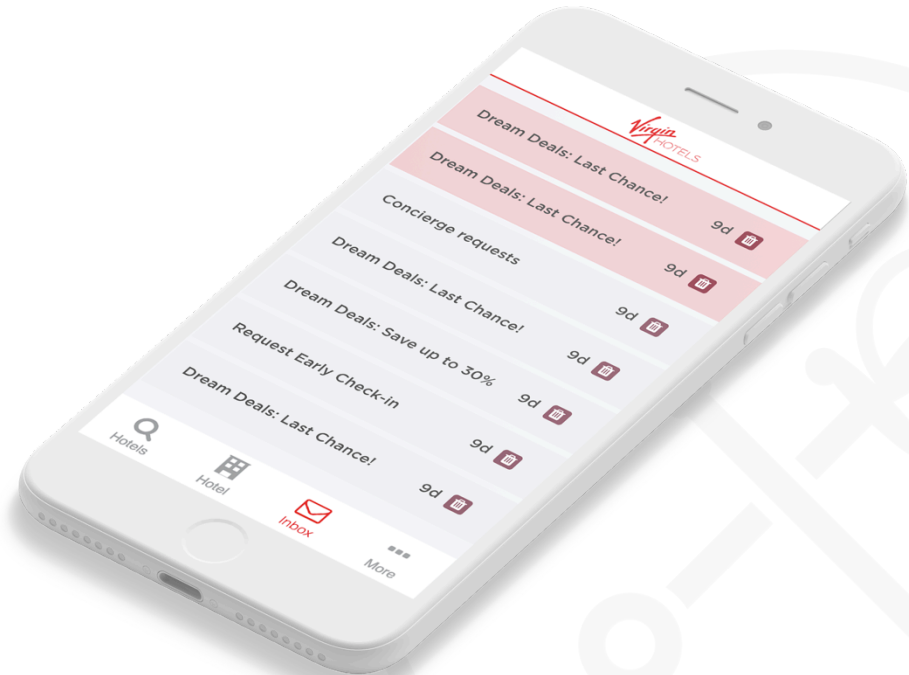 Virgin
HOTELS
Dream Deals: Last Chance!
9d
Dream Deals: Last Chance!
9d
Concierge requests
9d
Dream Deals: Last Chance!
9d
Dream Deals: Save up to 30%
9d
Request Early Check-in
9d
Dream Deals: Last Chance!
9d
Hotels
Hotel
Inbox
More